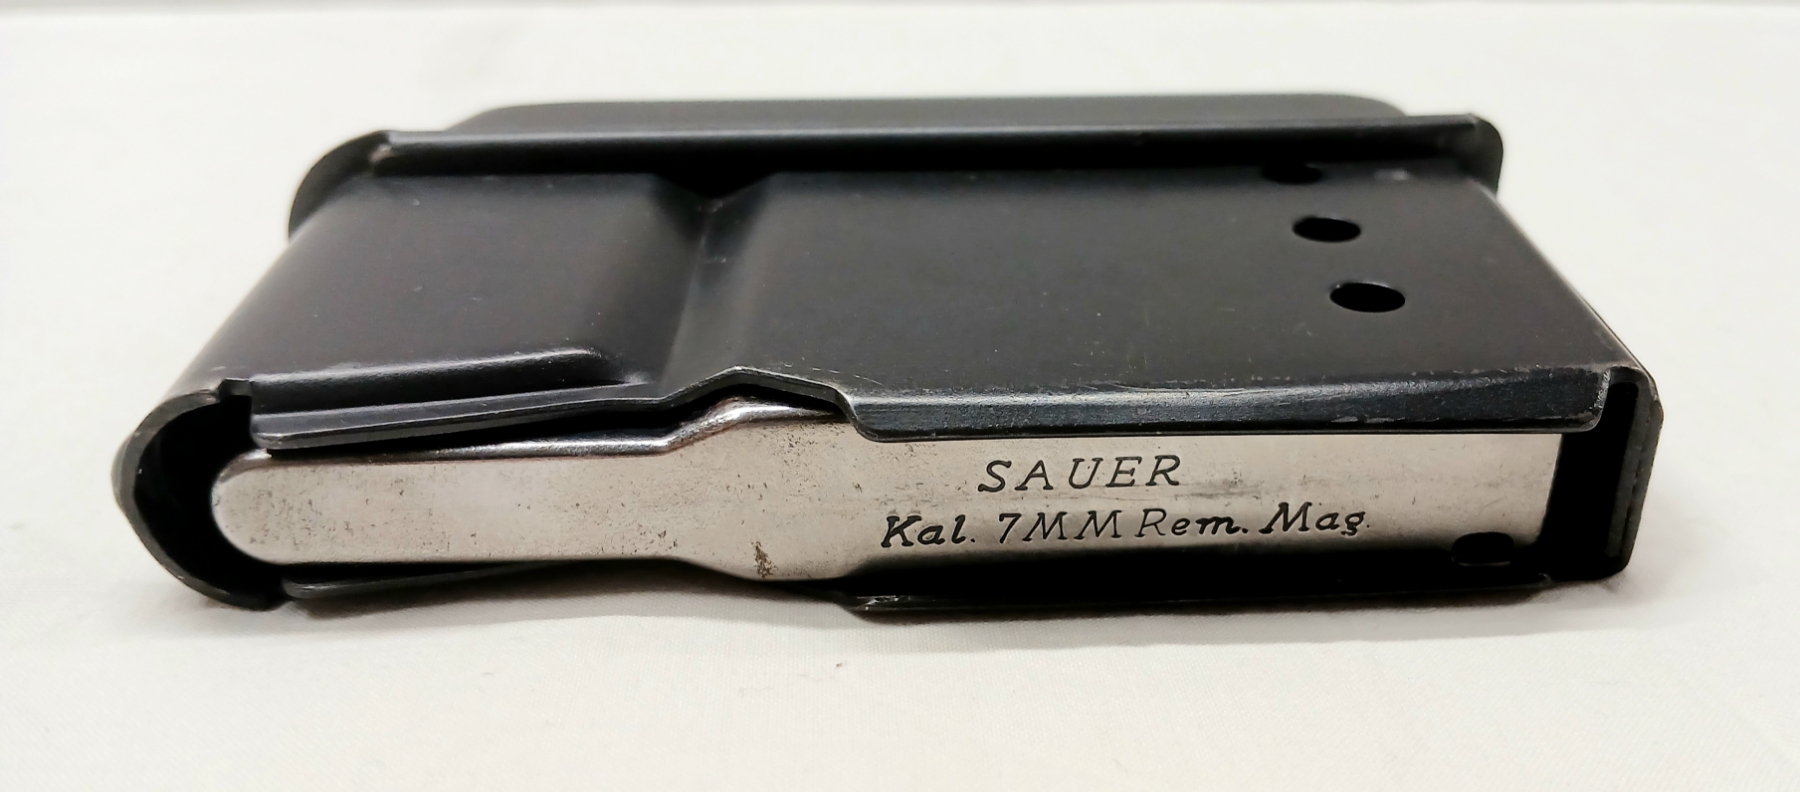 SAUER
Kal. 7MM Rem. Mag.